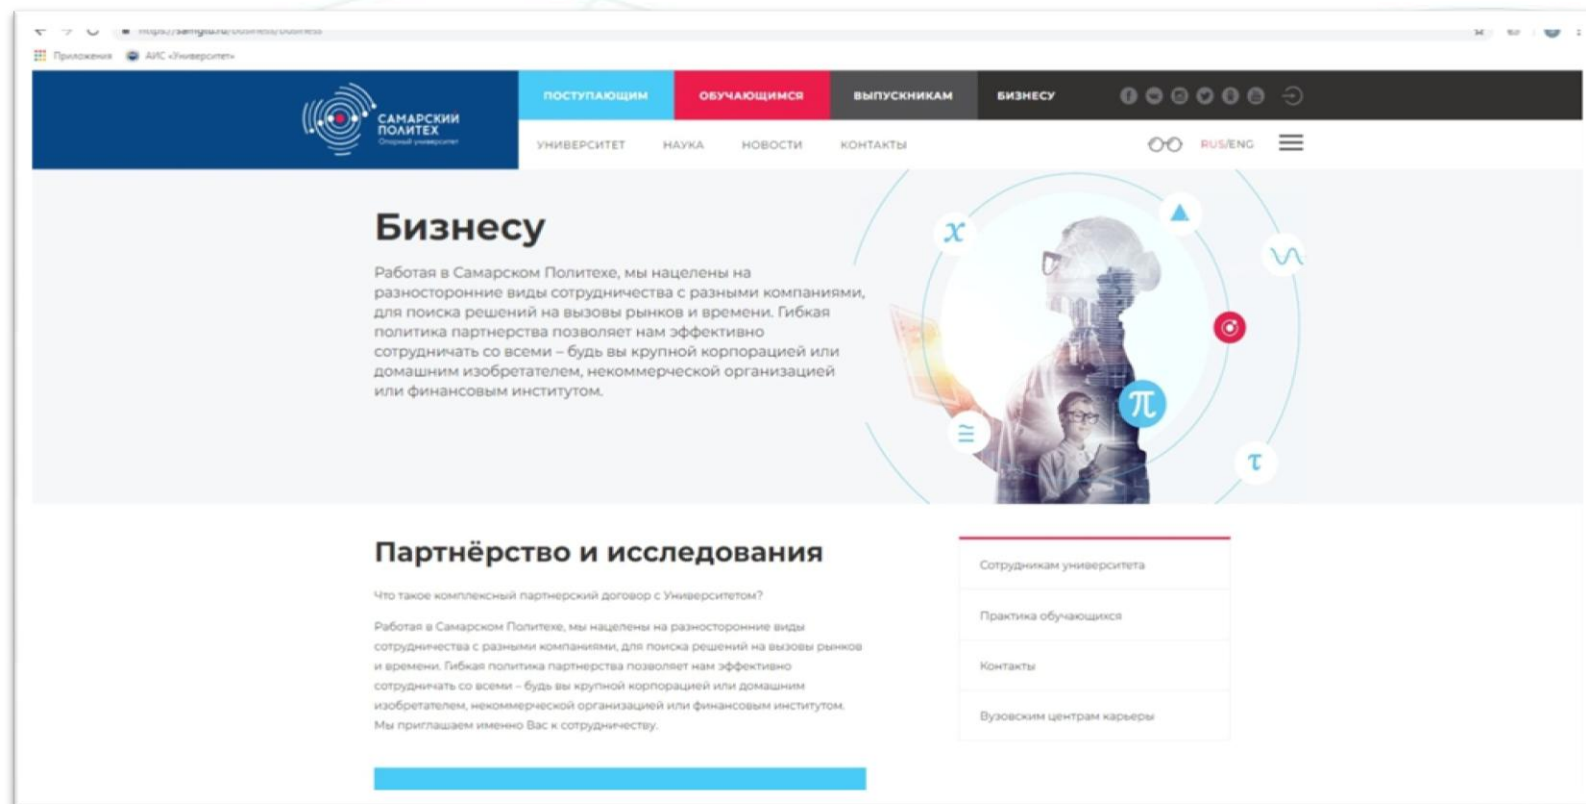 https://samgtu.ru/business/business
Приложения АИС «Университет»
САМАРСКИЙ
ПОЛИТЕХ
Опорный университет
ПОСТУПАЮЩИМ ОБУЧАЮЩИМСЯ ВЫПУСКНИКАМ БИЗНЕСУ
УНИВЕРСИТЕТ НАУКА НОВОСТИ КОНТАКТЫ RUS/ENG
Бизнесу
Работая в Самарском Политехе, мы нацелены на
разносторонние виды сотрудничества с разными компаниями,
для поиска решений на вызовы рынков и времени. Гибкая
политика партнерства позволяет нам эффективно
сотрудничать со всеми – будь вы крупной корпорацией или
домашним изобретателем, некоммерческой организацией
или финансовым институтом.
x
π
≅
τ
Партнёрство и исследования
Что такое комплексный партнерский договор с Университетом?
Работая в Самарском Политехе, мы нацелены на разносторонние виды
сотрудничества с разными компаниями, для поиска решений на вызовы рынков
и времени. Гибкая политика партнерства позволяет нам эффективно
сотрудничать со всеми – будь вы крупной корпорацией или домашним
изобретателем, некоммерческой организацией или финансовым институтом.
Мы приглашаем именно Вас к сотрудничеству.
Сотрудникам университета
Практика обучающихся
Контакты
Вузовским центрам карьеры